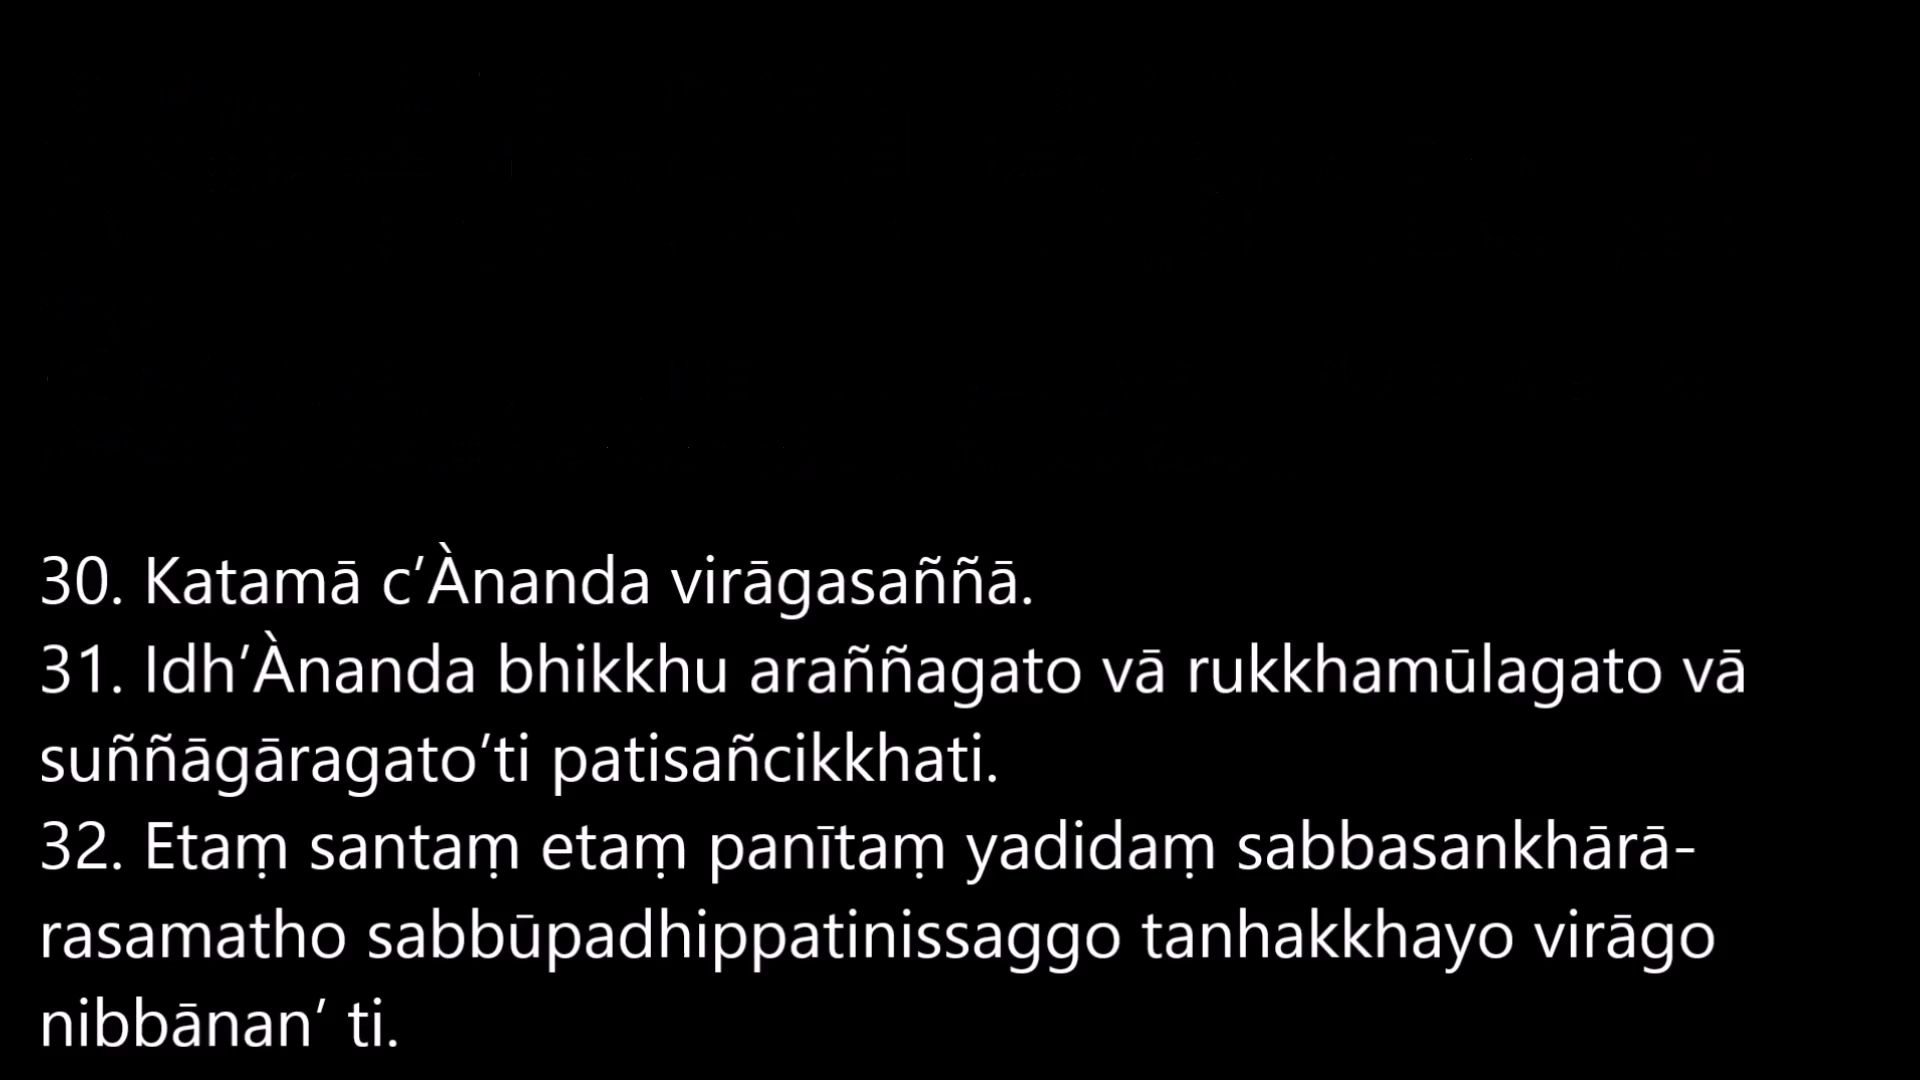 30. Katamā c’Ànanda virāgasaññā.
31. Idh’Ànanda bhikkhu araññagato vā rukkhamūlagato vā
suññāgāragato’ti patisañcikkhati.
32. Etaṃ santaṃ etaṃ panītaṃ yadidaṃ sabbasankhārā-
rasamatho sabbūpadhippatinissaggo tanhakkhayo virāgo
nibbānan’ ti.